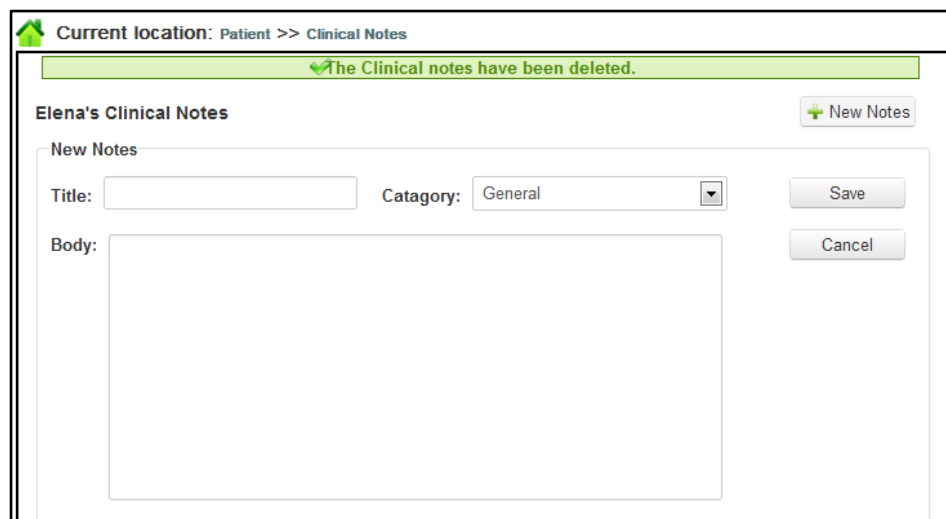 Current location: Patient >> Clinical Notes
The Clinical notes have been deleted.
Elena's Clinical Notes
New Notes
New Notes
Title:
Catagory: General
Save
Body:
Cancel